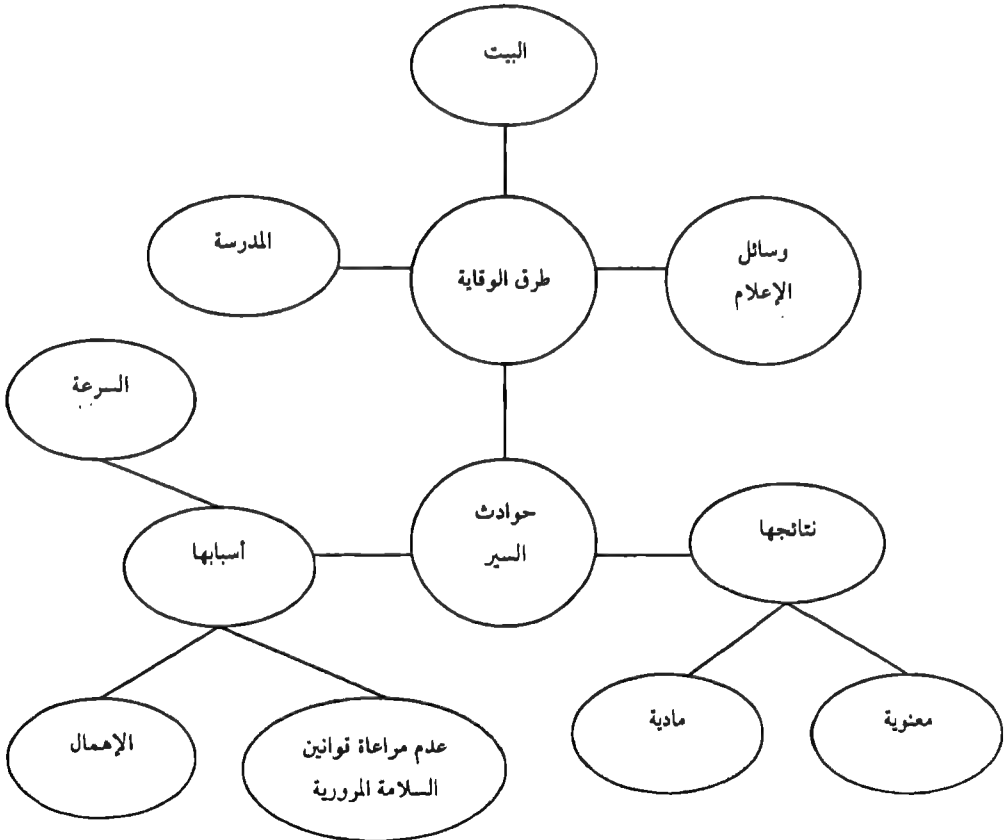 البيت
المدرسة
طرق الوقاية
وسائل
الإعلام
السرعة
حوادث
السير
أسبابها
نتائجها
الإهمال
عدم مراعاة قوانين
السلامة المرورية
مادية
معنوية